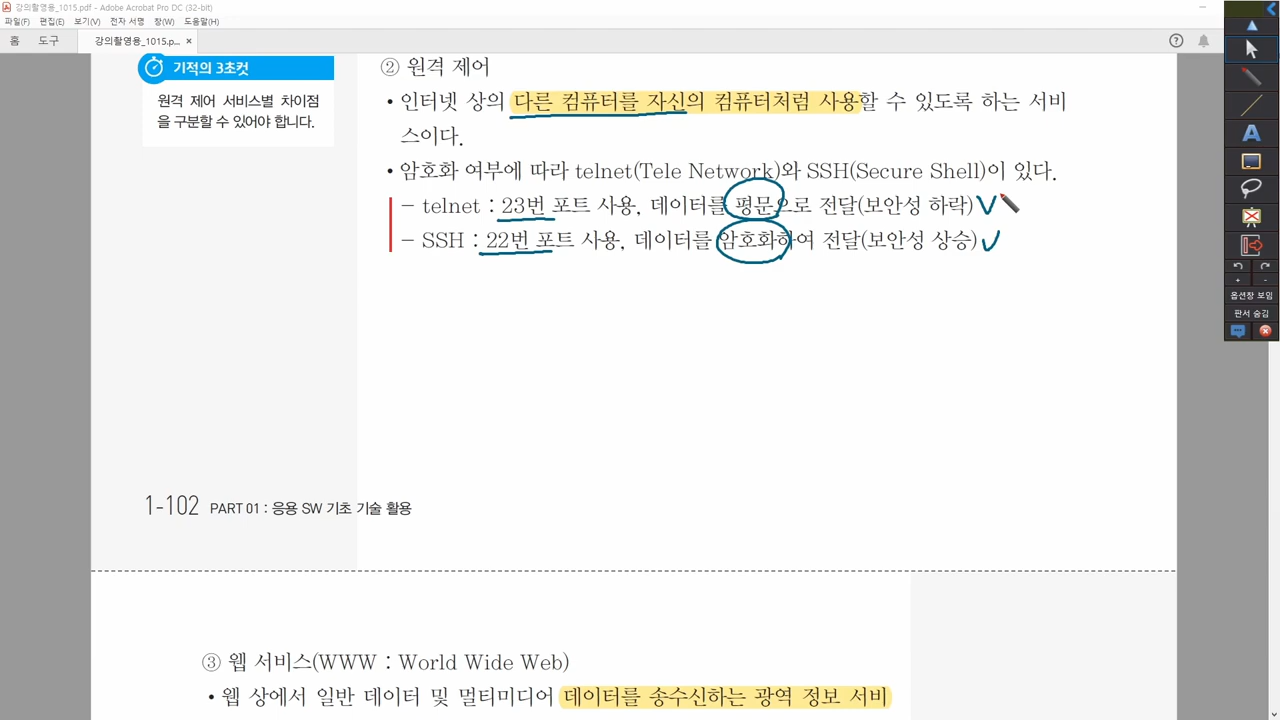 강의촬영용_1015.pdf - Adobe Acrobat Pro DC (32-bit)
파일(F) 편집(E) 보기(V) 전자 서명 창(W) 도움말(H)
홈 도구 강의촬영용_1015.p... ×
기적의 3초컷
원격 제어 서비스별 차이점
을 구분할 수 있어야 합니다.
② 원격 제어
• 인터넷 상의 다른 컴퓨터를 자신의 컴퓨터처럼 사용할 수 있도록 하는 서비
스이다.
• 암호화 여부에 따라 telnet(Tele Network)와 SSH(Secure Shell)이 있다.
– telnet : 23번 포트 사용, 데이터를 평문으로 전달(보안성 하락)
– SSH : 22번 포트 사용, 데이터를 암호화하여 전달(보안성 상승)
1-102 PART 01 : 응용 SW 기초 기술 활용
③ 웹 서비스(WWW : World Wide Web)
• 웹 상에서 일반 데이터 및 멀티미디어 데이터를 송수신하는 광역 정보 서비
A
+ -
옵션창 보임
판서 숨김